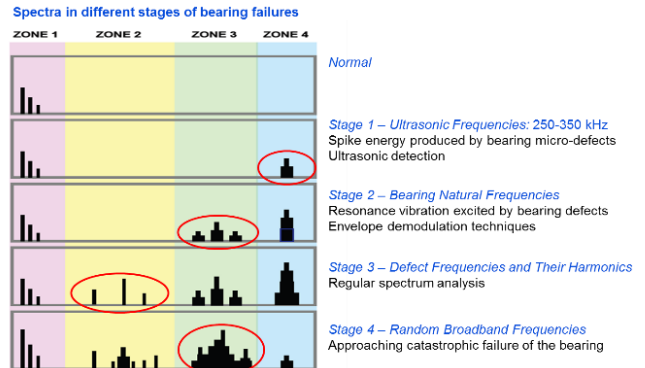 Spectra in different stages of bearing failures
ZONE 1 ZONE 2 ZONE 3 ZONE 4
Normal
Stage 1 – Ultrasonic Frequencies: 250-350 kHz
Spike energy produced by bearing micro-defects
Ultrasonic detection
Stage 2 – Bearing Natural Frequencies
Resonance vibration excited by bearing defects
Envelope demodulation techniques
Stage 3 – Defect Frequencies and Their Harmonics
Regular spectrum analysis
Stage 4 – Random Broadband Frequencies
Approaching catastrophic failure of the bearing